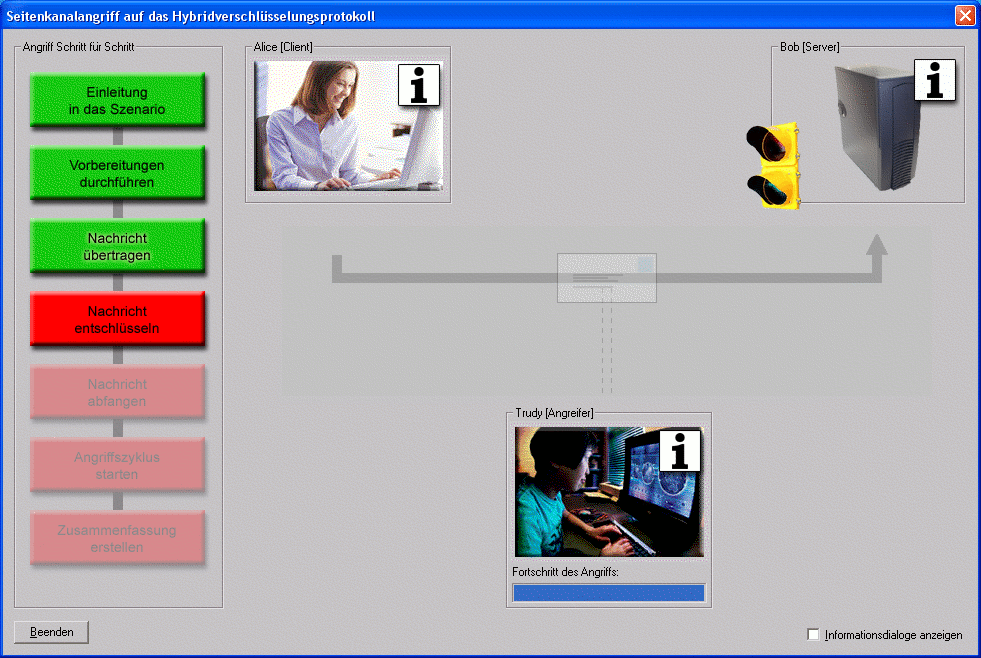 Seitenkanalangriff auf das Hybridverschlüsselungsprotokoll
Angriff Schritt für Schritt
Einleitung
in das Szenario
Vorbereitungen
durchführen
Nachricht
übertragen
Nachricht
entschlüsseln
Nachricht
abfangen
Angriffszyklus
starten
Zusammenfassung
erstellen
Beenden
Alice [Client]
i
Bob [Server]
i
Trudy [Angreifer]
i
Fortschritt des Angriffs:
Informationsdialoge anzeigen